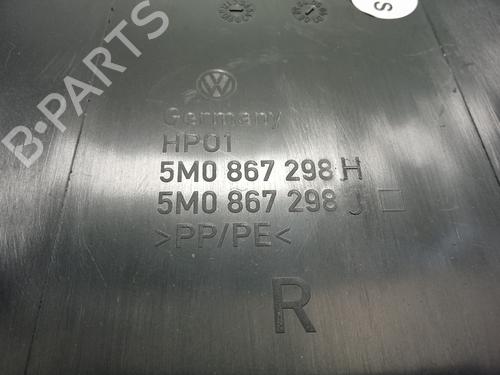 S
B-PARTS
Germany
HP01
5M0 867 298 H
5M0 867 298 J
>PP/PE<
R